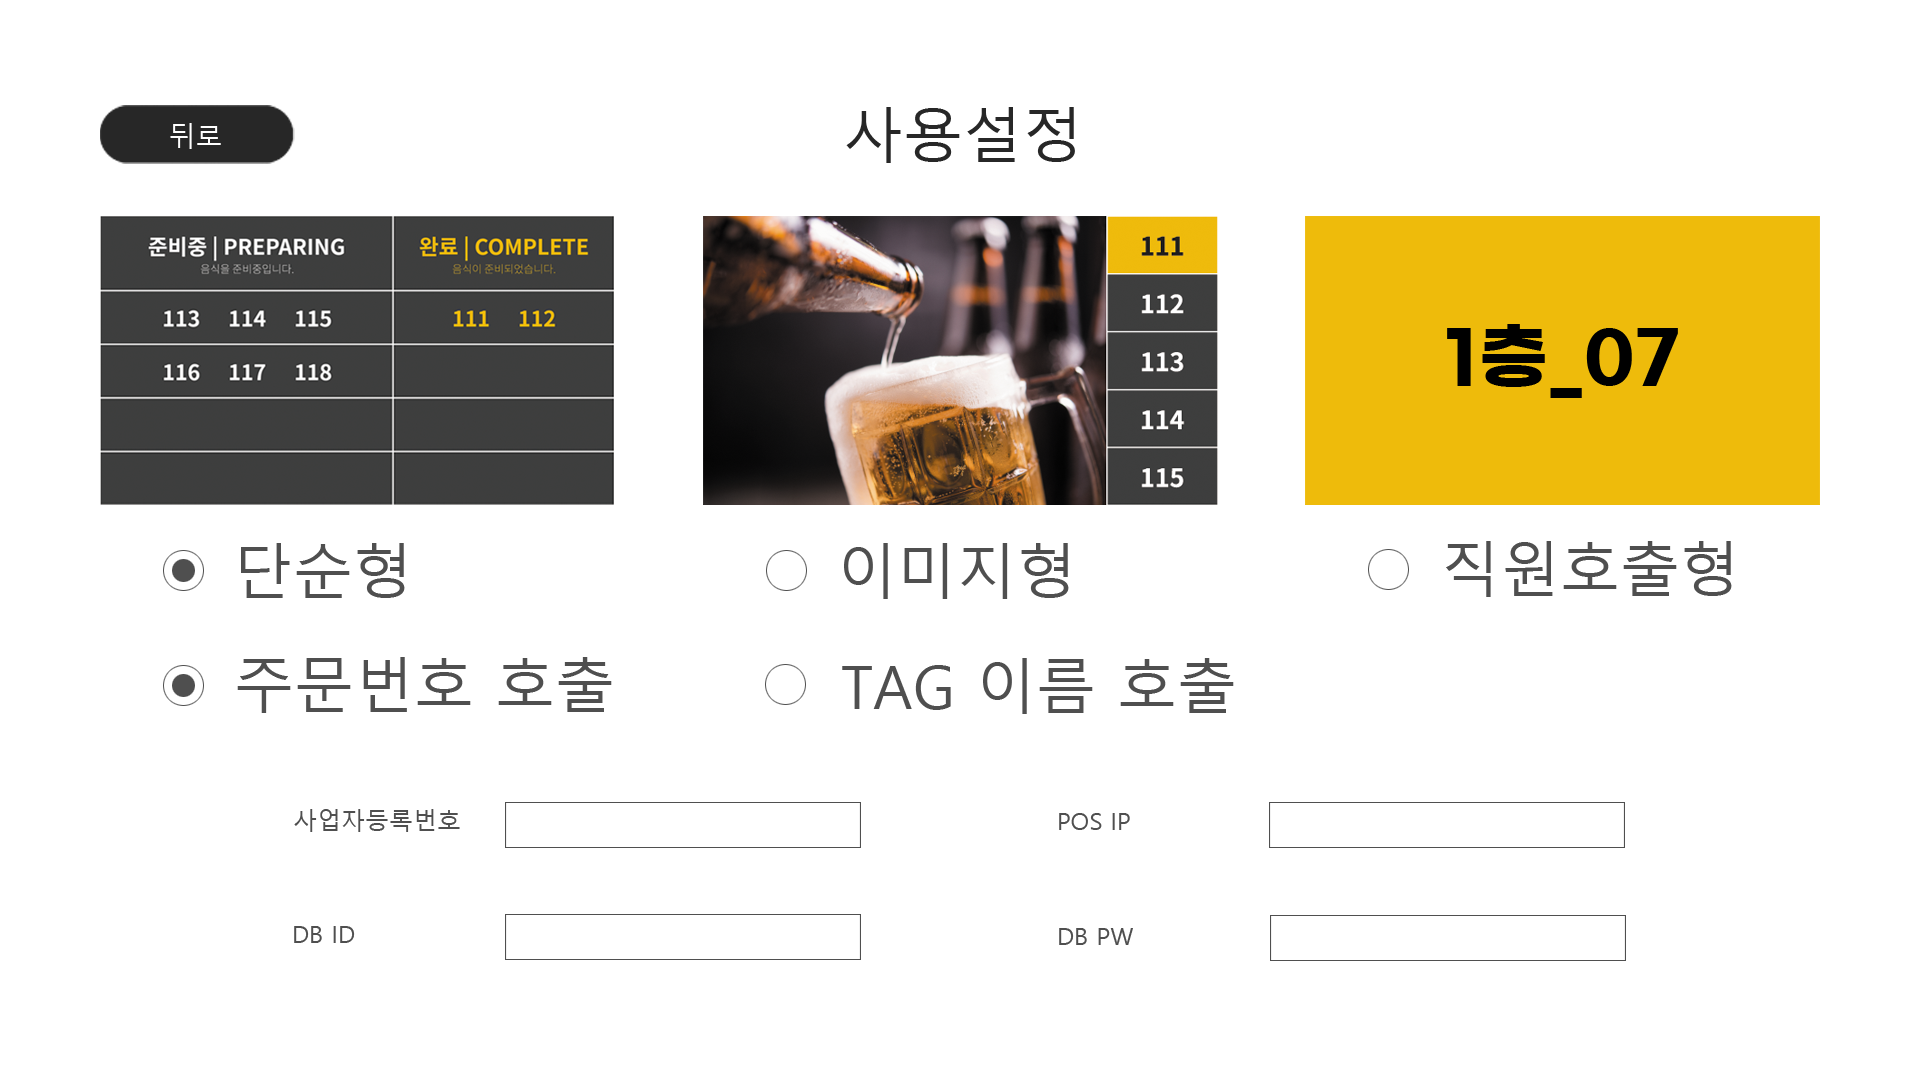 뒤로
사용설정
준비중 | PREPARING
음식을 준비중입니다.
완료 | COMPLETE
음식이 준비되었습니다.
113 114 115
111 112
116 117 118
111
112
113
114
115
1층_07
단순형
이미지형
직원호출형
주문번호 호출
TAG 이름 호출
사업자등록번호
POS IP
DB ID
DB PW